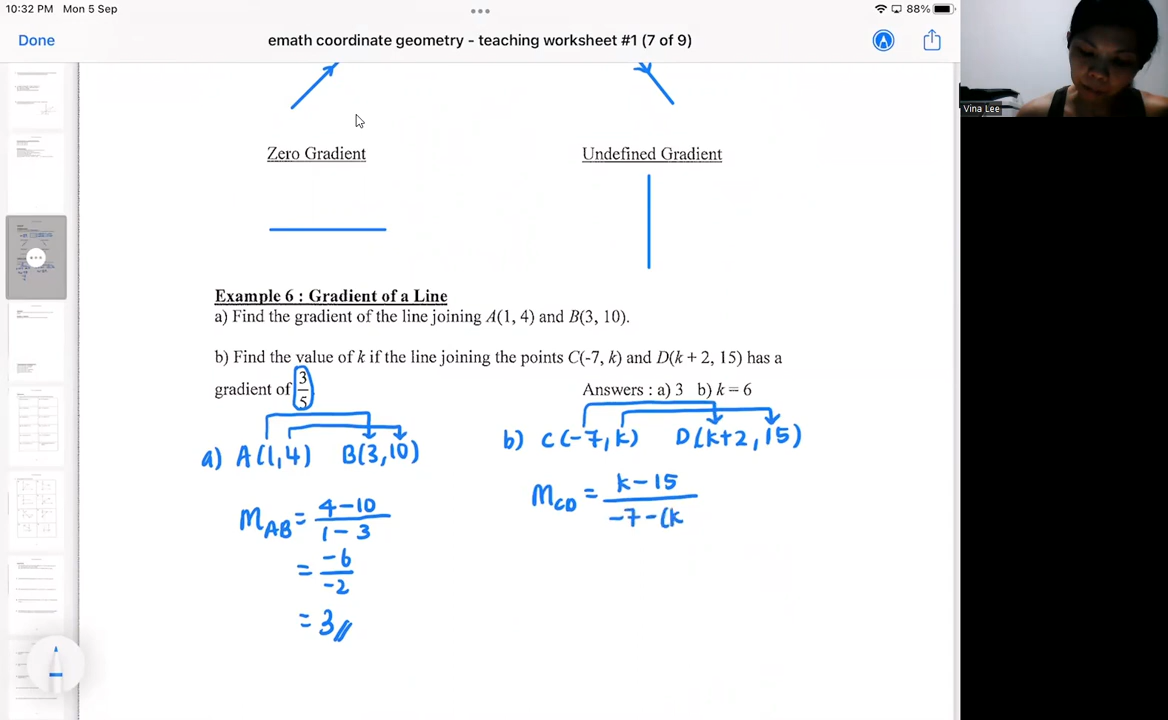 10:32 PM Mon 5 Sep
88%
Done
emath coordinate geometry - teaching worksheet #1 (7 of 9)
Vina Lee
Zero Gradient
Undefined Gradient
Example 6 : Gradient of a Line
a) Find the gradient of the line joining A(1, 4) and B(3, 10).
b) Find the value of k if the line joining the points C(-7, k) and D(k + 2, 15) has a
gradient of 3/5
Answers : a) 3 b) k = 6
a) A(1,4) B(3,10)
M_AB = (4-10)/(1-3)
= -6/-2
= 3//
b) C(-7,k) D(k+2,15)
M_CD = (k-15)/(-7-(k